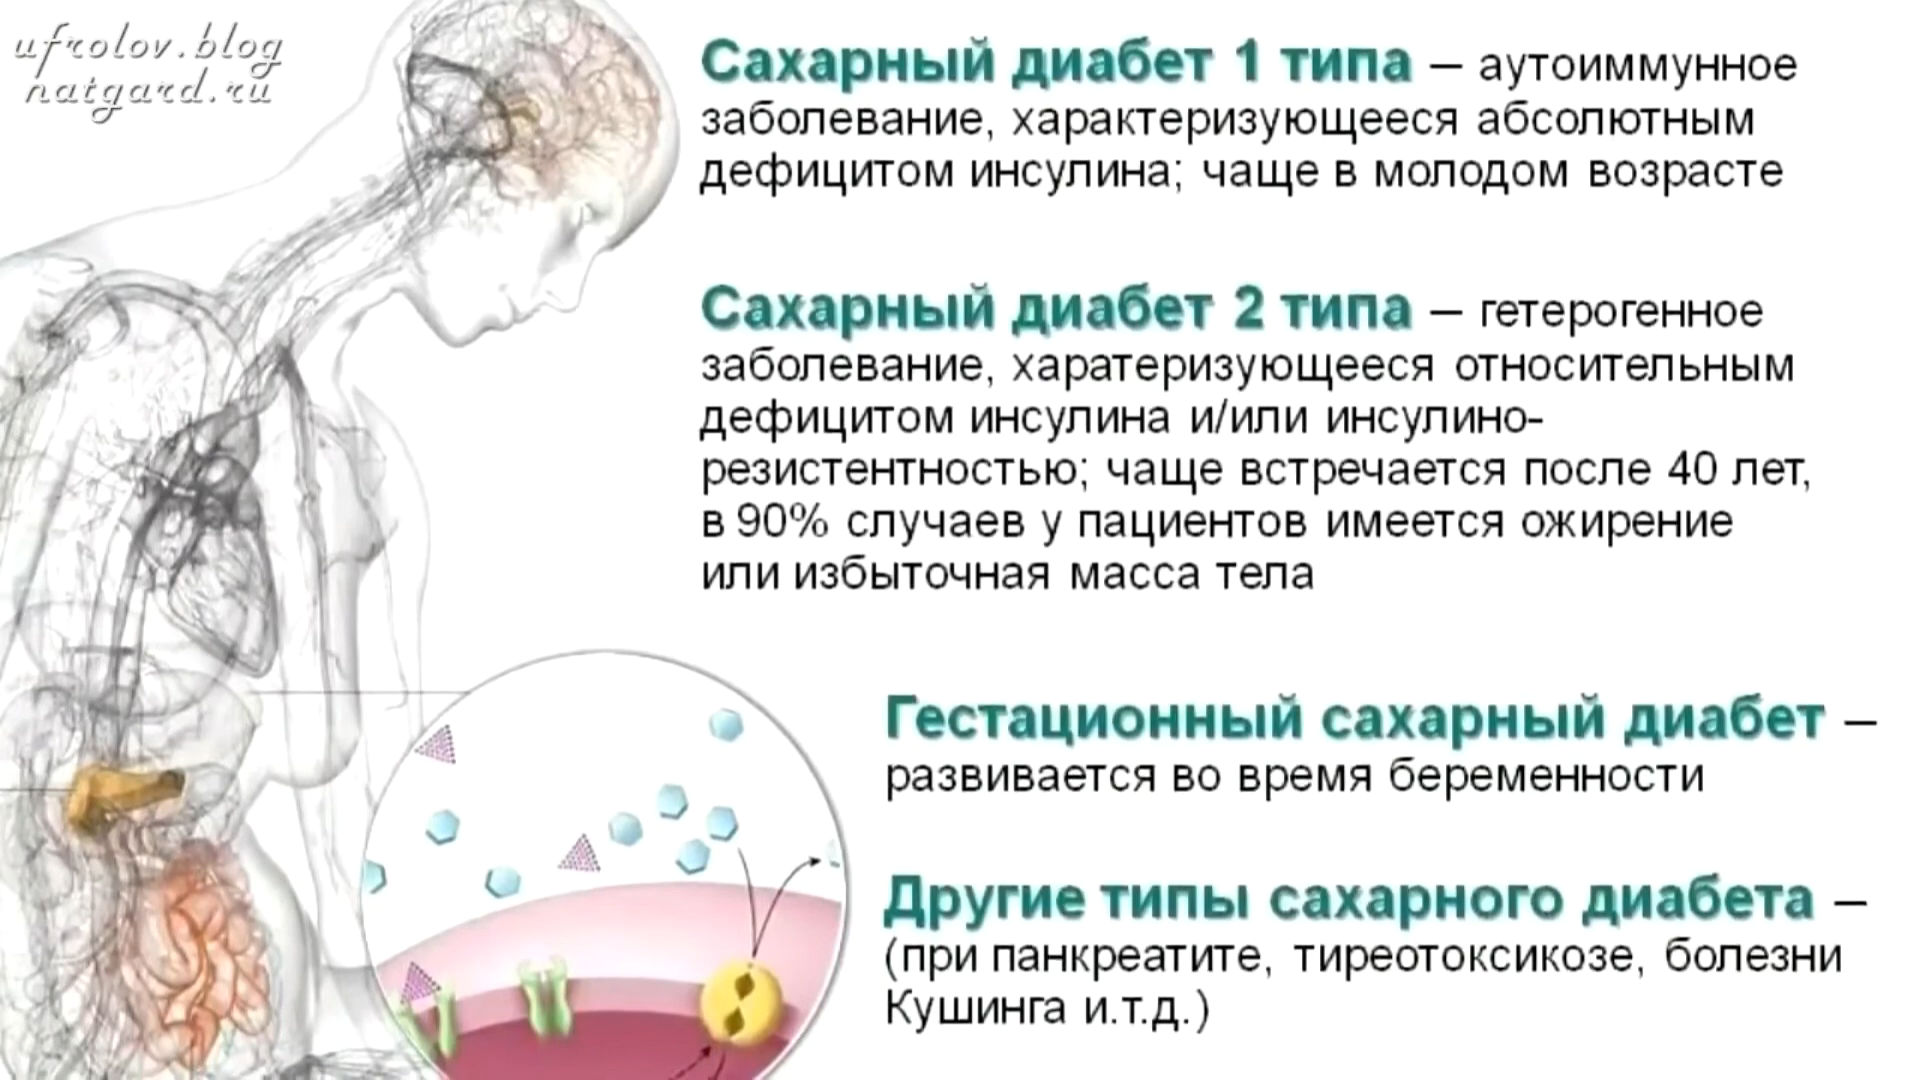 ufrolov.blog
natgard.ru
Сахарный диабет 1 типа – аутоиммунное
заболевание, характеризующееся абсолютным
дефицитом инсулина; чаще в молодом возрасте
Сахарный диабет 2 типа – гетерогенное
заболевание, харатеризующееся относительным
дефицитом инсулина и/или инсулино-
резистентностью; чаще встречается после 40 лет,
в 90% случаев у пациентов имеется ожирение
или избыточная масса тела
Гестационный сахарный диабет –
развивается во время беременности
Другие типы сахарного диабета –
(при панкреатите, тиреотоксикозе, болезни
Кушинга и.т.д.)